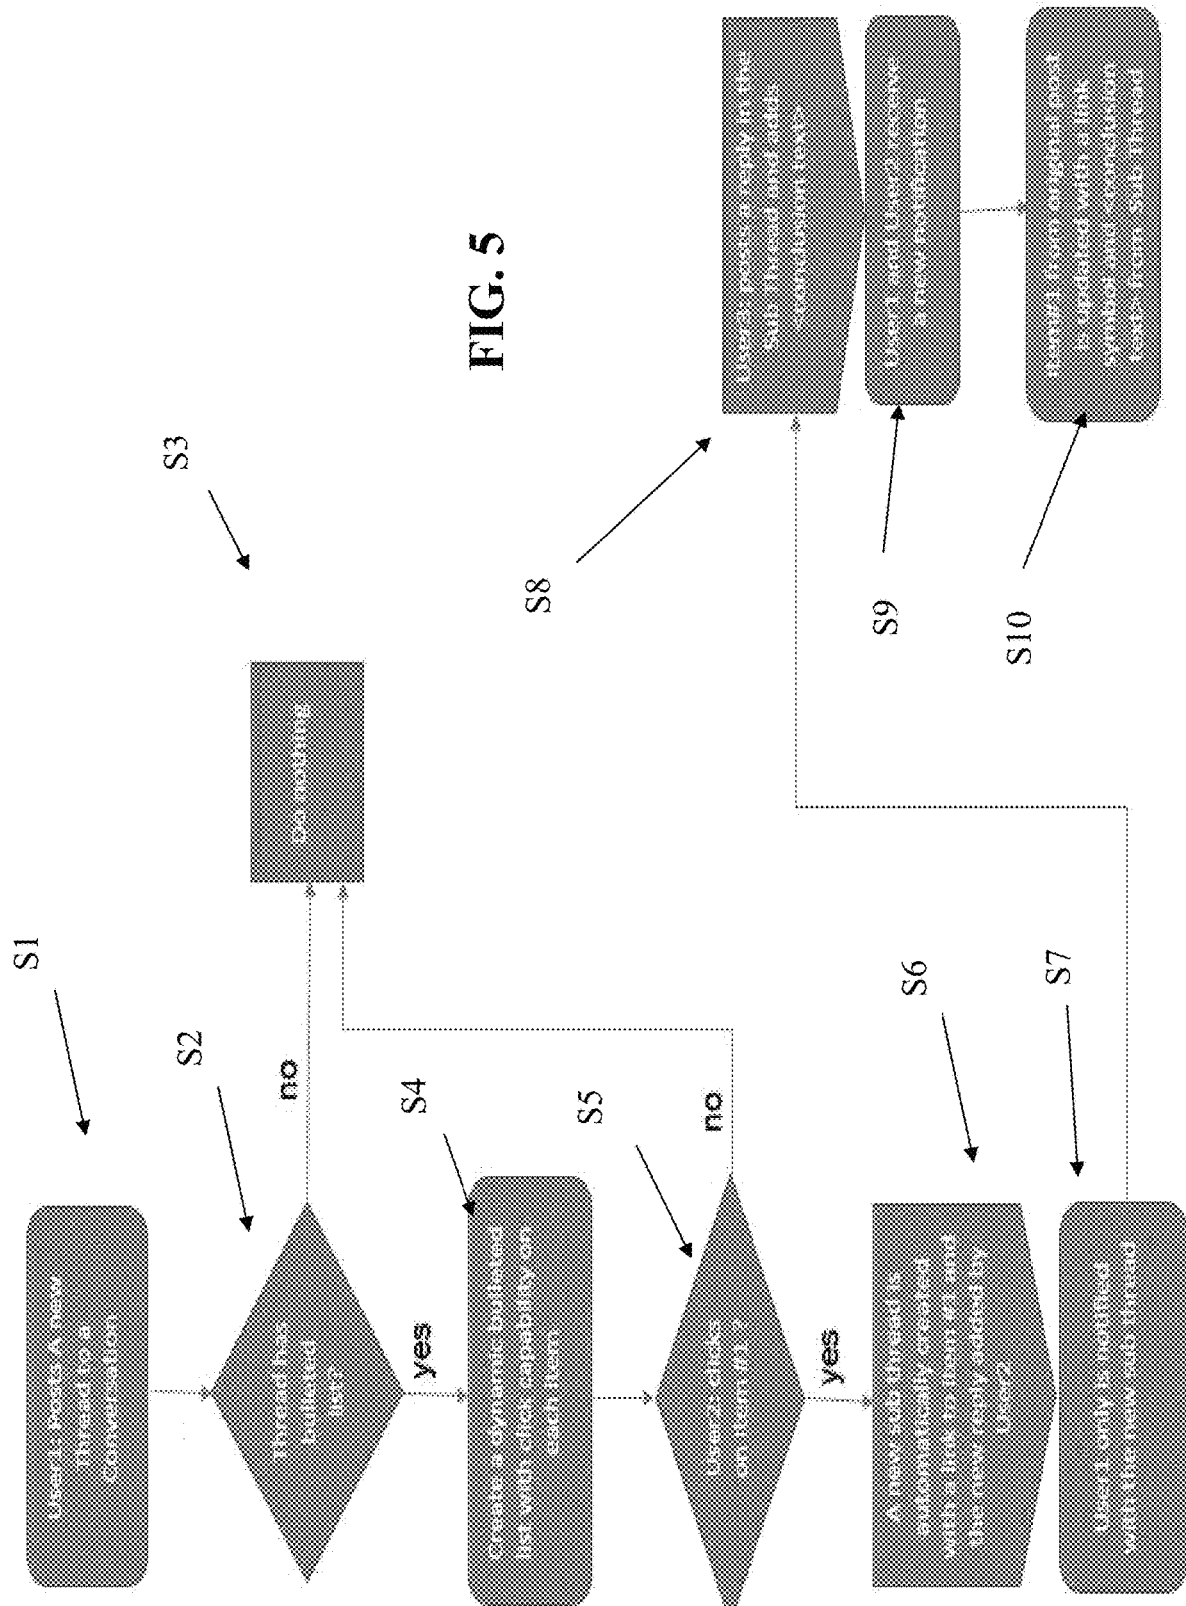 S1
User1 posts A new
Thread to a
Conversation
S2
Thread has
bulleted
list?
no
S3
Do nothing
yes
S4
Create a dynamic bulleted
list with click capability on
each item
S5
User2 clicks
on Item#1?
no
yes
S6
A new sub thread is
automatically created
with a link to Item#1 and
the new reply added by
User2
S7
User1 only is notified
with the new sub thread
S8
posts a reply in the
Sub Thread and adds
<conclusion text>
S9
User1 and User2 receive
a new notification
S10
Item#1 from original post
is updated with a link
symbol and <conclusion
text> from Sub Thread
FIG. 5